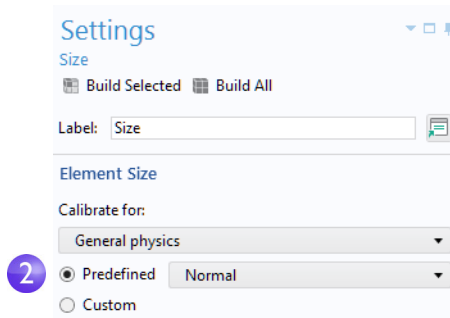 Settings
Size
Build Selected Build All
Label: Size
Element Size
Calibrate for:
General physics
2 Predefined Normal
Custom